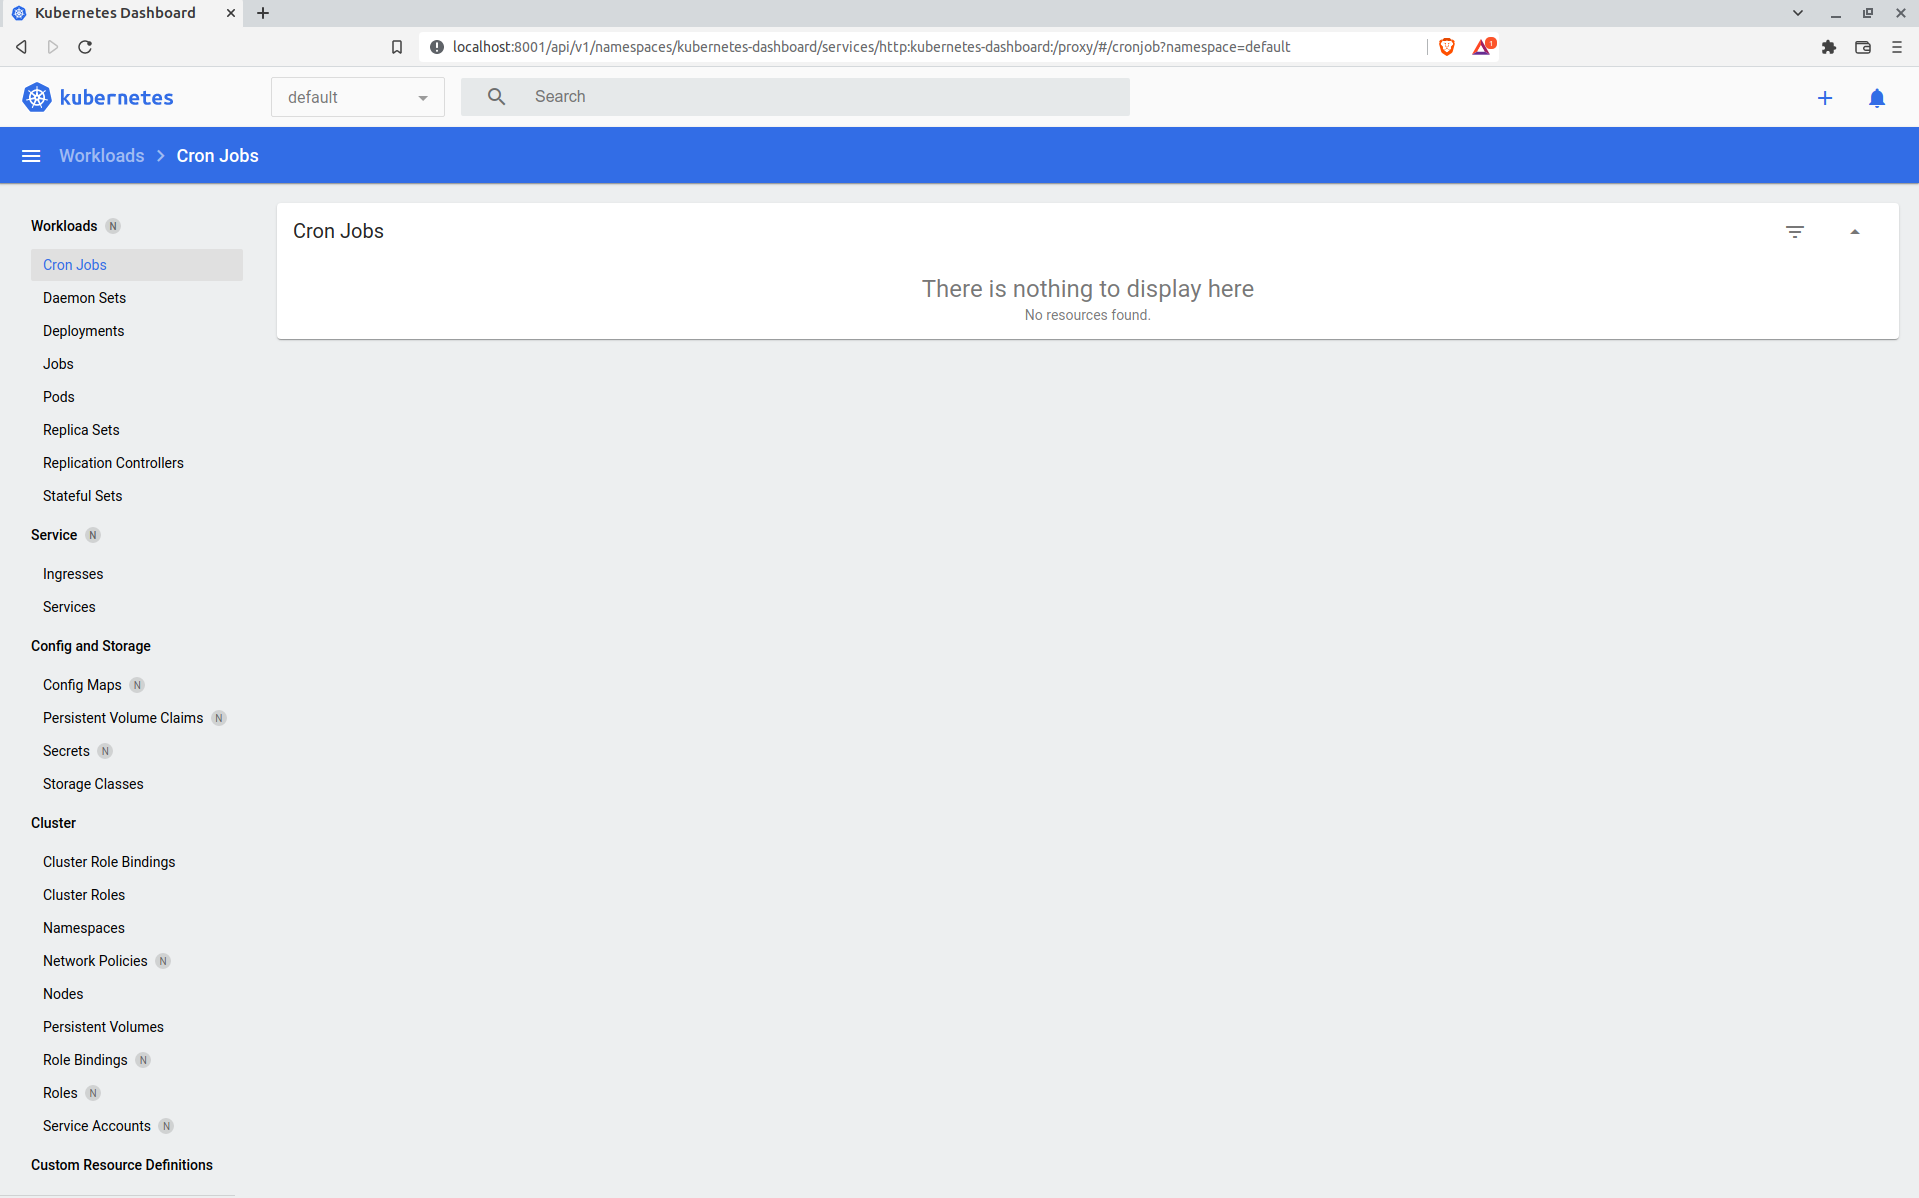 Kubernetes Dashboard
localhost:8001/api/v1/namespaces/kubernetes-dashboard/services/http:kubernetes-dashboard:/proxy/#/cronjob?namespace=default
1
kubernetes
default
Search
Workloads
Cron Jobs
Workloads N
Cron Jobs
Daemon Sets
Deployments
Jobs
Pods
Replica Sets
Replication Controllers
Stateful Sets
Service N
Ingresses
Services
Config and Storage
Config Maps N
Persistent Volume Claims N
Secrets N
Storage Classes
Cluster
Cluster Role Bindings
Cluster Roles
Namespaces
Network Policies N
Nodes
Persistent Volumes
Role Bindings N
Roles N
Service Accounts N
Custom Resource Definitions
Cron Jobs
There is nothing to display here
No resources found.